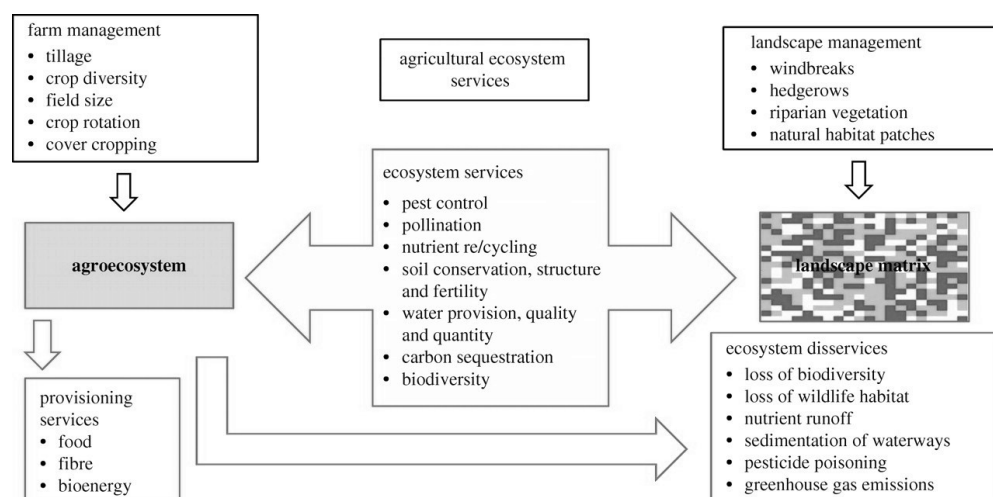 farm management
• tillage
• crop diversity
• field size
• crop rotation
• cover cropping
agricultural ecosystem
services
landscape management
• windbreaks
• hedgerows
• riparian vegetation
• natural habitat patches
agroecosystem
ecosystem services
• pest control
• pollination
• nutrient re/cycling
• soil conservation, structure
and fertility
• water provision, quality
and quantity
• carbon sequestration
• biodiversity
landscape matrix
provisioning
services
• food
• fibre
• bioenergy
ecosystem disservices
• loss of biodiversity
• loss of wildlife habitat
• nutrient runoff
• sedimentation of waterways
• pesticide poisoning
• greenhouse gas emissions